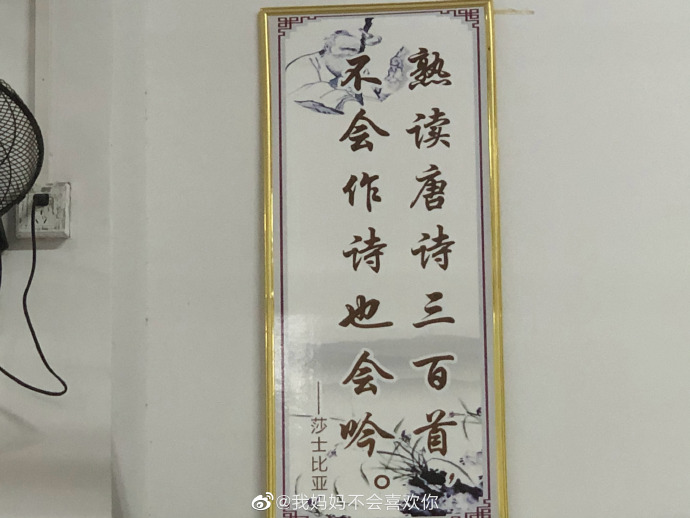 熟读唐诗三百首，
不会作诗也会吟。
——莎士比亚
@我妈妈不会喜欢你